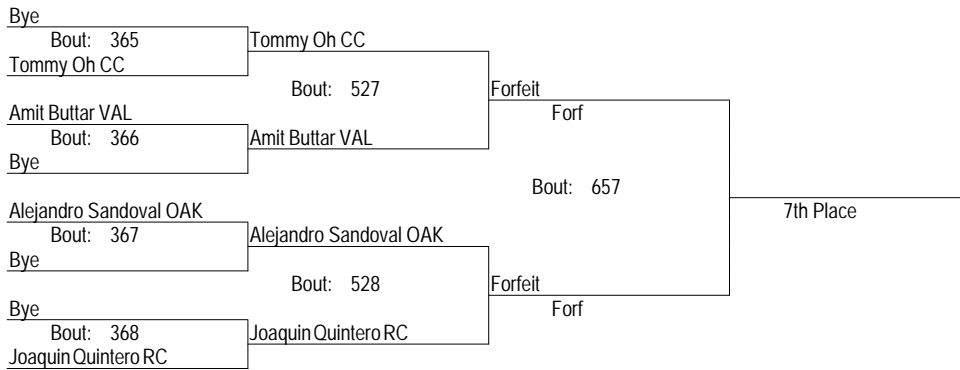 Bye
Bout: 365
Tommy Oh CC
Tommy Oh CC
Bout: 527
Forfeit
Forf
Amit Buttar VAL
Bout: 366
Amit Buttar VAL
Bye
Bout: 657
7th Place
Alejandro Sandoval OAK
Bout: 367
Alejandro Sandoval OAK
Bye
Bout: 528
Forfeit
Forf
Bye
Bout: 368
Joaquin Quintero RC
Joaquin Quintero RC